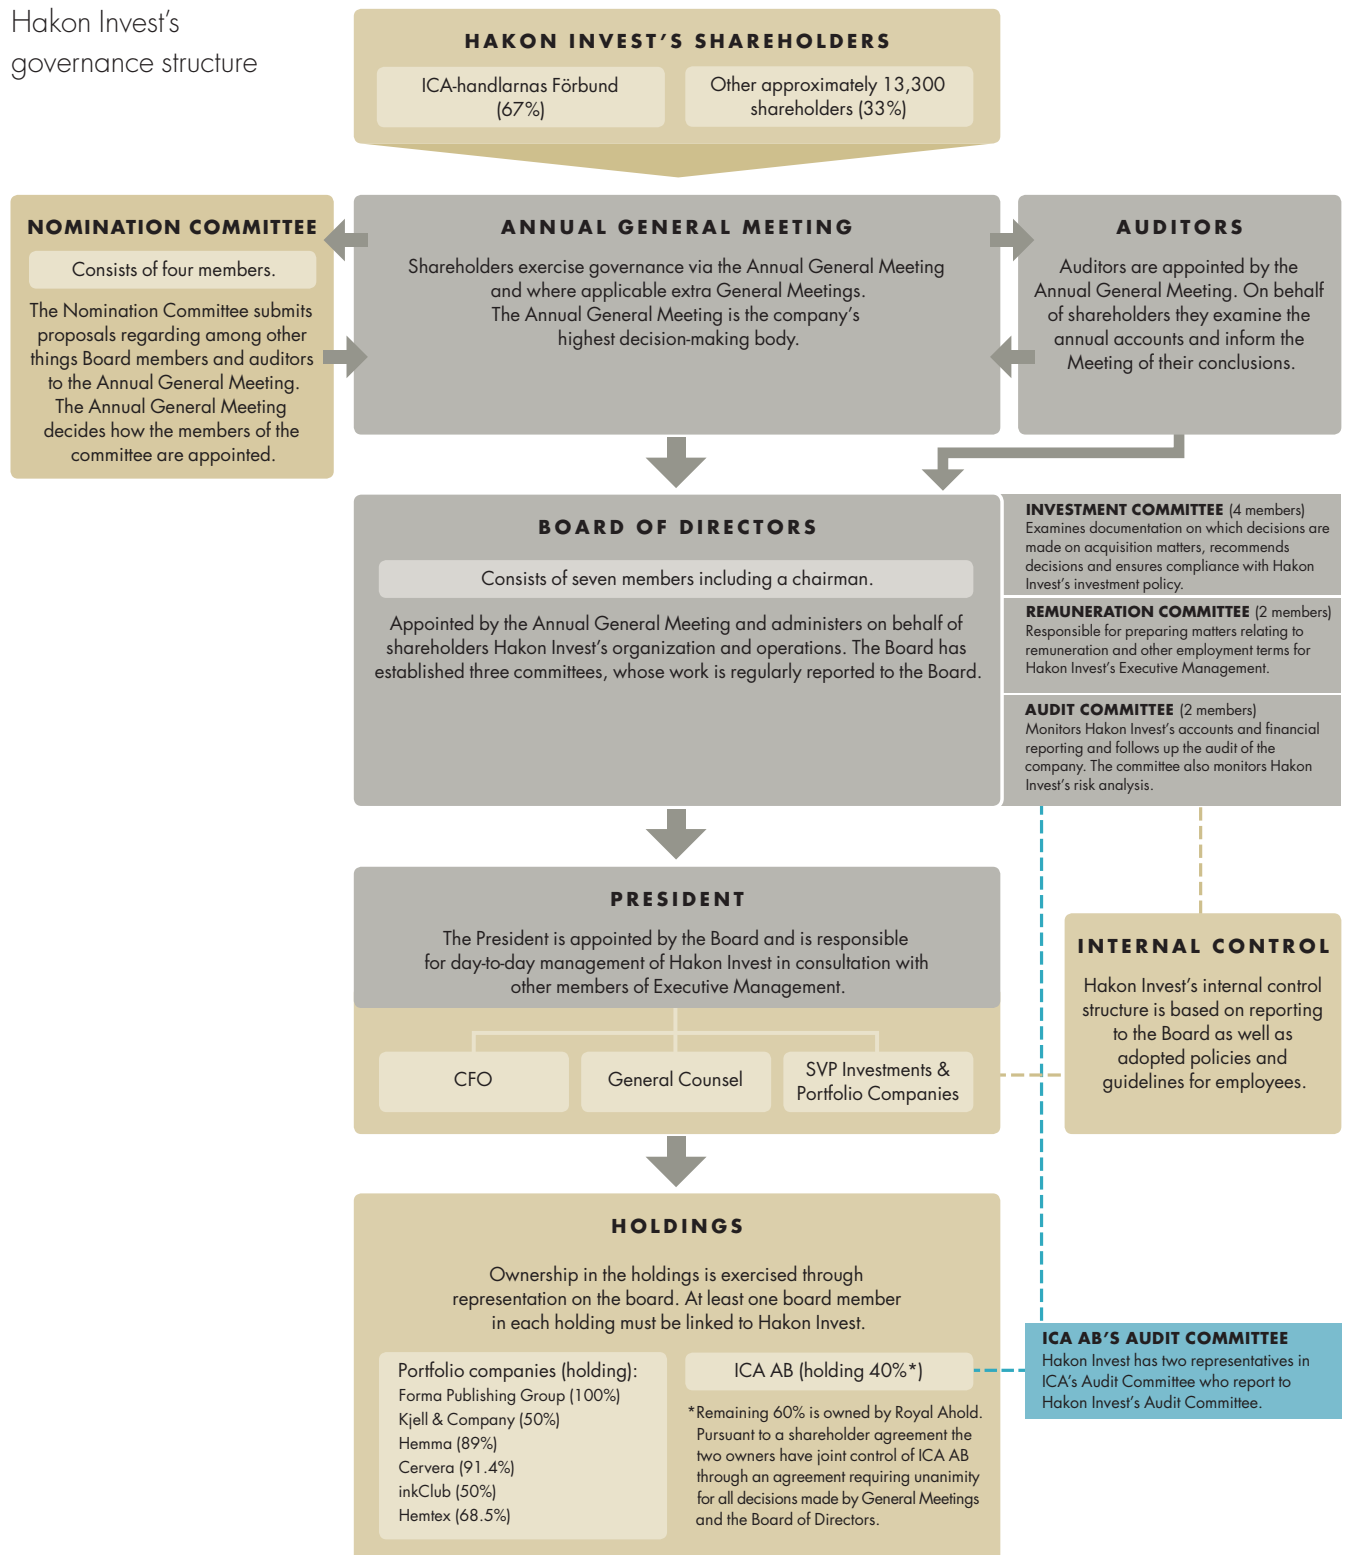 Hakon Invest’s
governance structure
HAKON INVEST’S SHAREHOLDERS
ICA-handlarnas Förbund
(67%)
Other approximately 13,300
shareholders (33%)
NOMINATION COMMITTEE
Consists of four members.
The Nomination Committee submits
proposals regarding among other
things Board members and auditors
to the Annual General Meeting.
The Annual General Meeting
decides how the members of the
committee are appointed.
ANNUAL GENERAL MEETING
Shareholders exercise governance via the Annual General Meeting
and where applicable extra General Meetings.
The Annual General Meeting is the company’s
highest decision-making body.
AUDITORS
Auditors are appointed by the
Annual General Meeting. On behalf
of shareholders they examine the
annual accounts and inform the
Meeting of their conclusions.
BOARD OF DIRECTORS
Consists of seven members including a chairman.
Appointed by the Annual General Meeting and administers on behalf of
shareholders Hakon Invest’s organization and operations. The Board has
established three committees, whose work is regularly reported to the Board.
INVESTMENT COMMITTEE (4 members)
Examines documentation on which decisions are
made on acquisition matters, recommends
decisions and ensures compliance with Hakon
Invest’s investment policy.
REMUNERATION COMMITTEE (2 members)
Responsible for preparing matters relating to
remuneration and other employment terms for
Hakon Invest’s Executive Management.
AUDIT COMMITTEE (2 members)
Monitors Hakon Invest’s accounts and financial
reporting and follows up the audit of the
company. The committee also monitors Hakon
Invest’s risk analysis.
PRESIDENT
The President is appointed by the Board and is responsible
for day-to-day management of Hakon Invest in consultation with
other members of Executive Management.
CFO
General Counsel
SVP Investments &
Portfolio Companies
INTERNAL CONTROL
Hakon Invest’s internal control
structure is based on reporting
to the Board as well as
adopted policies and
guidelines for employees.
HOLDINGS
Ownership in the holdings is exercised through
representation on the board. At least one board member
in each holding must be linked to Hakon Invest.
Portfolio companies (holding):
Forma Publishing Group (100%)
Kjell & Company (50%)
Hemma (89%)
Cervera (91.4%)
inkClub (50%)
Hemtex (68.5%)
ICA AB (holding 40%*)
*Remaining 60% is owned by Royal Ahold.
Pursuant to a shareholder agreement the
two owners have joint control of ICA AB
through an agreement requiring unanimity
for all decisions made by General Meetings
and the Board of Directors.
ICA AB’S AUDIT COMMITTEE
Hakon Invest has two representatives in
ICA’s Audit Committee who report to
Hakon Invest’s Audit Committee.